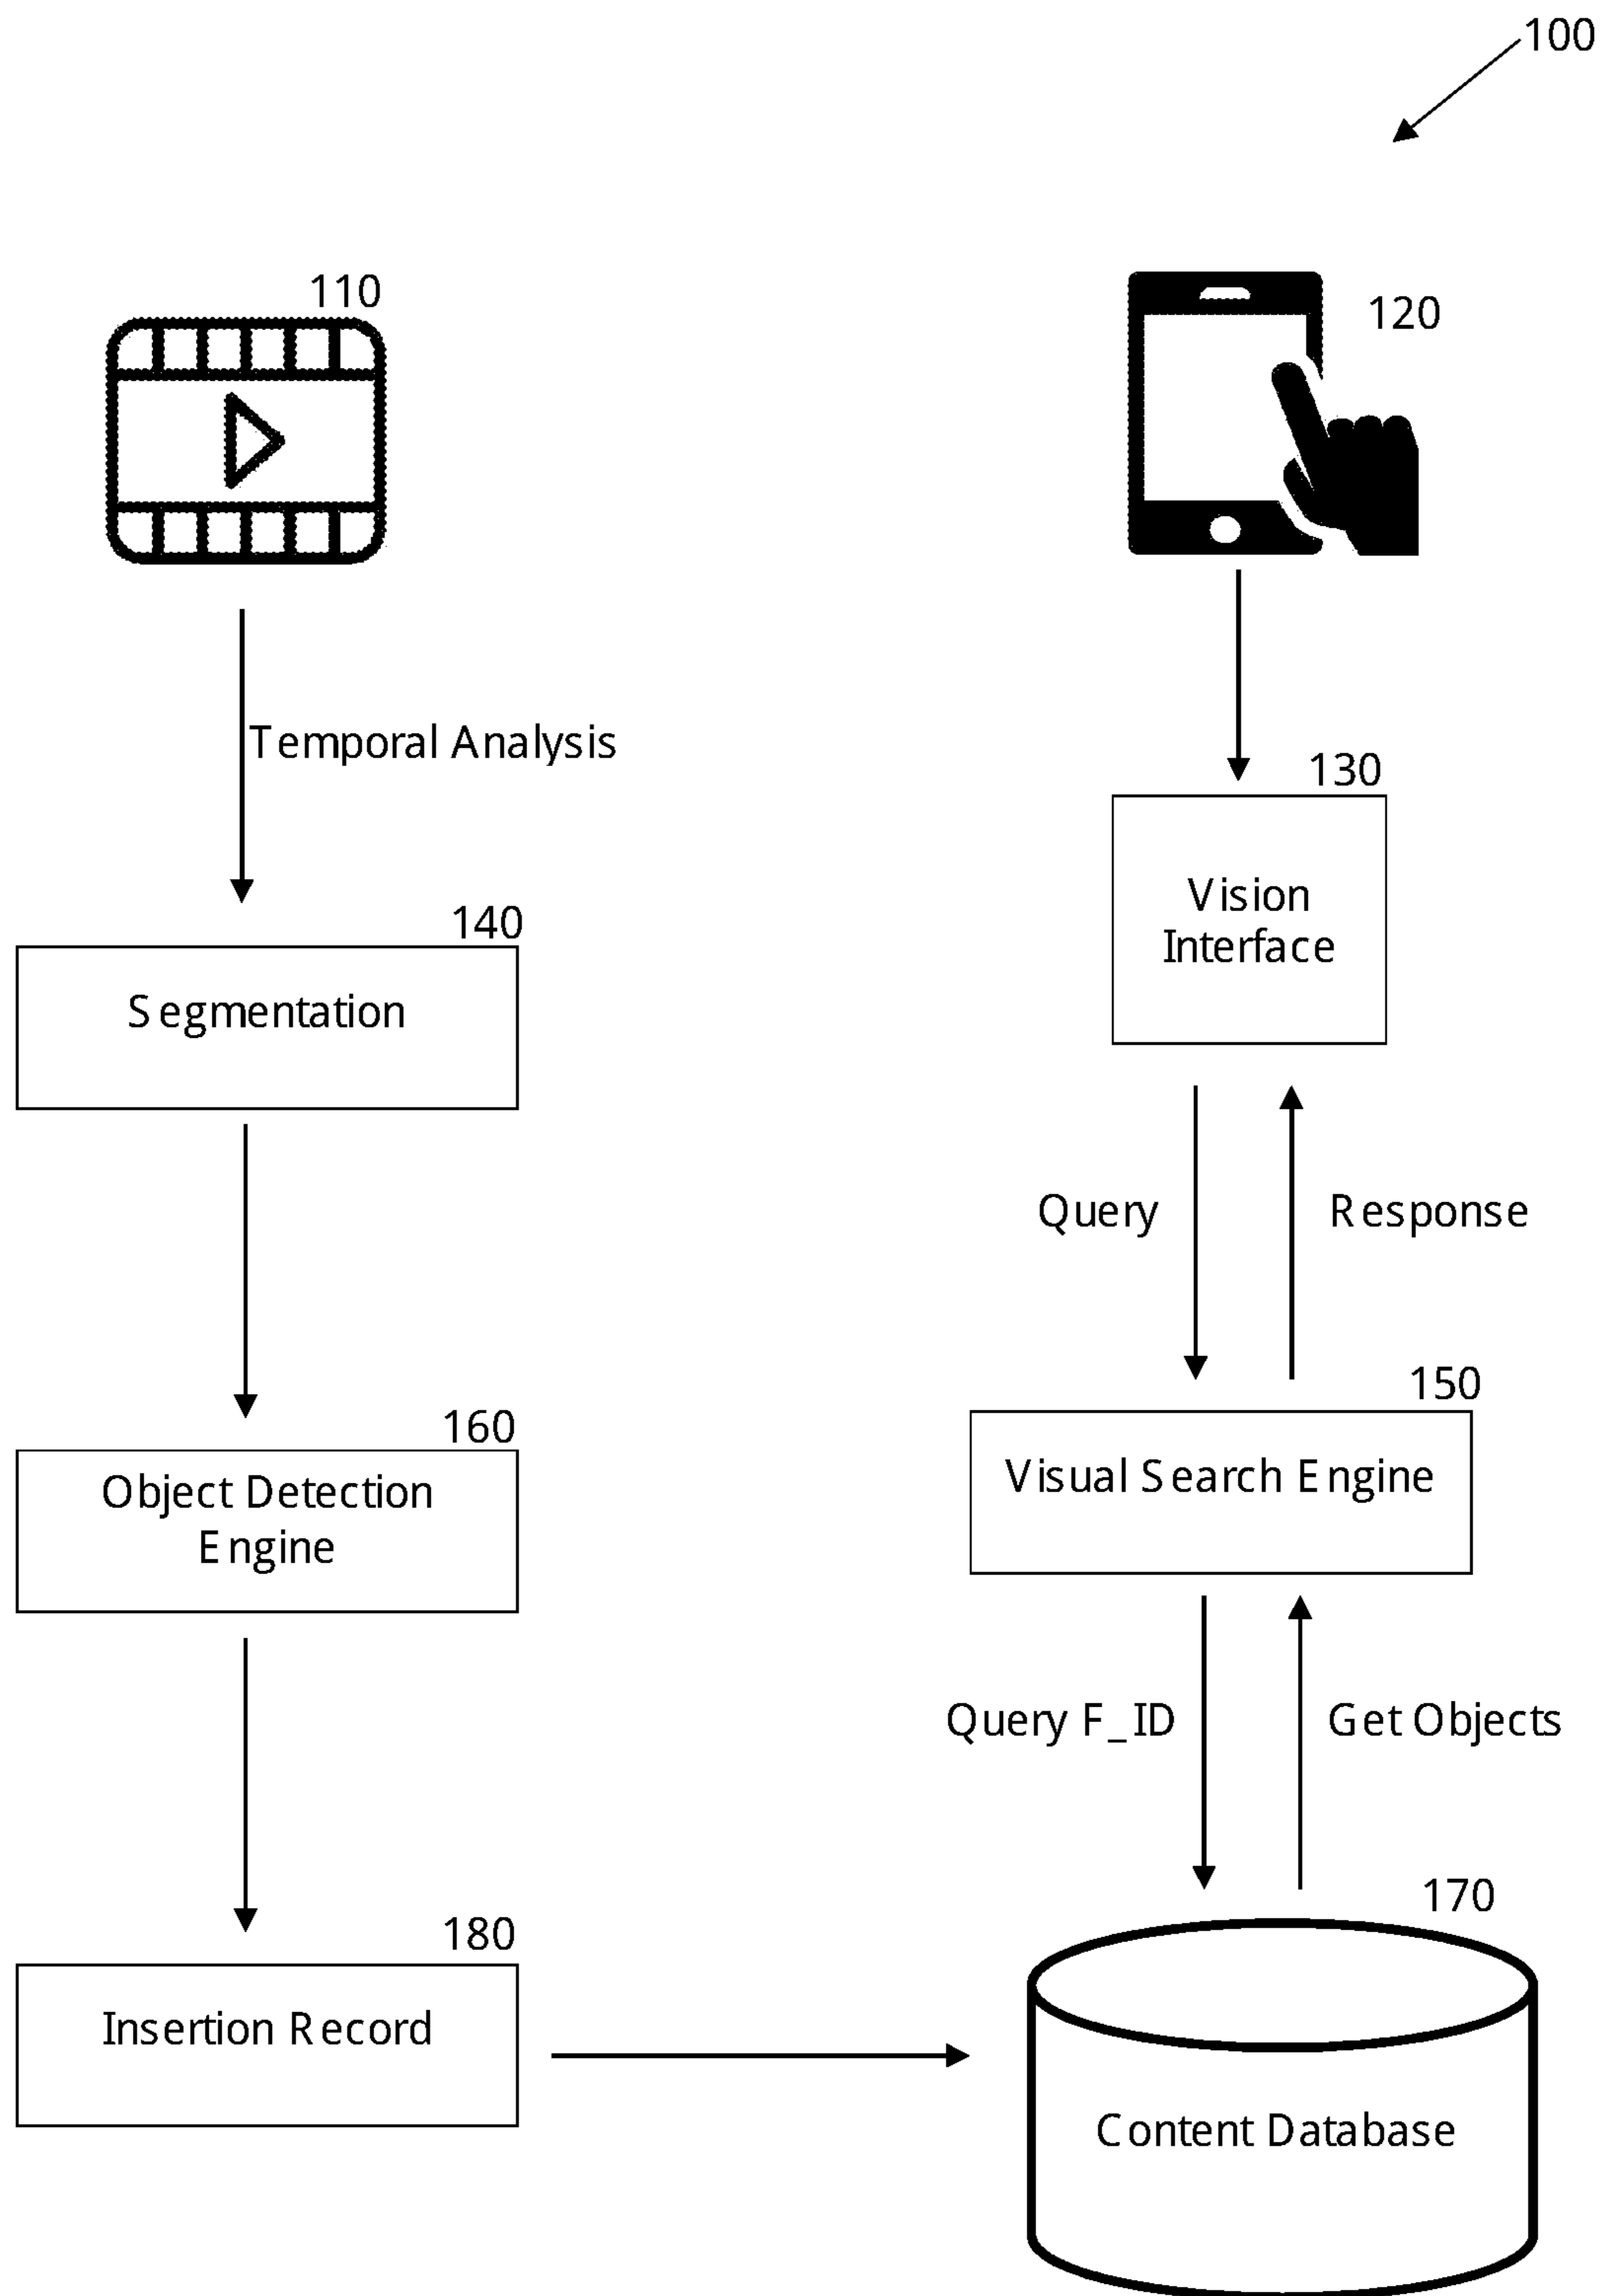 100
110
120
Temporal Analysis
130
Vision
Interface
140
Segmentation
Query
Response
150
Visual Search Engine
160
Object Detection
Engine
Query F_ID
Get Objects
170
180
Insertion Record
Content Database